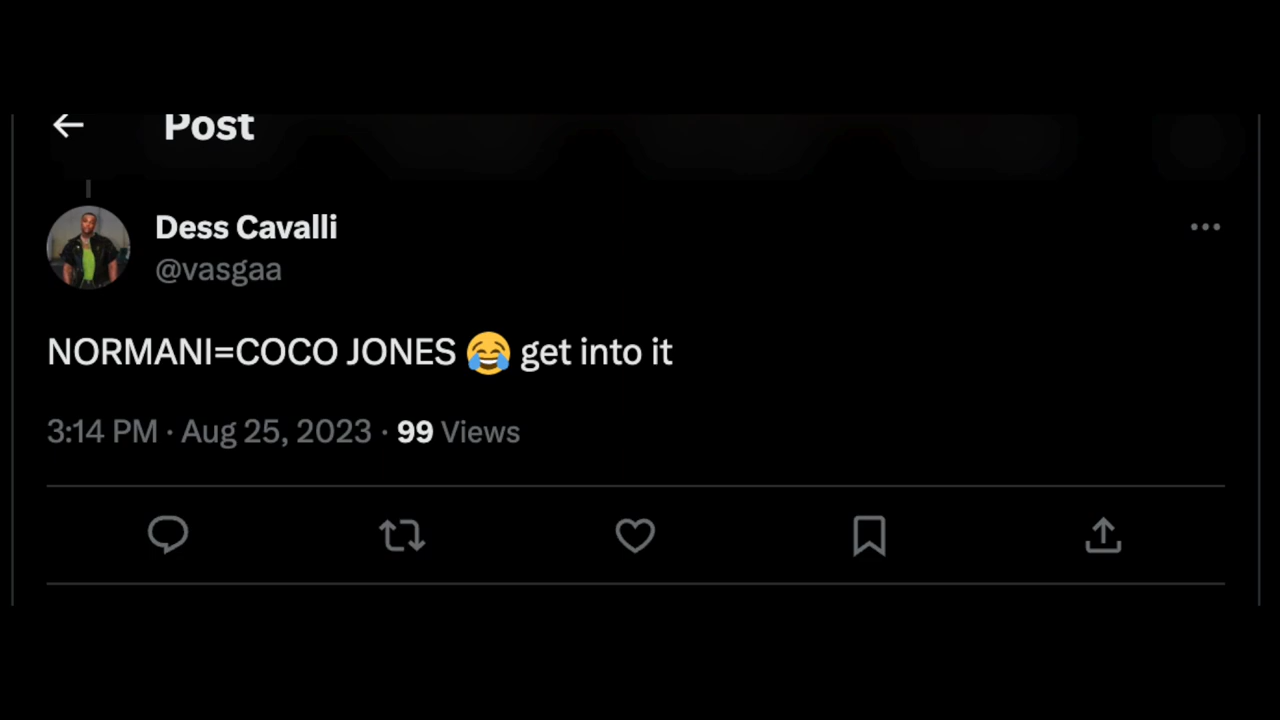 Post
Dess Cavalli
@vasgaa
NORMANI=COCO JONES 😂 get into it
3:14 PM · Aug 25, 2023 · 99 Views